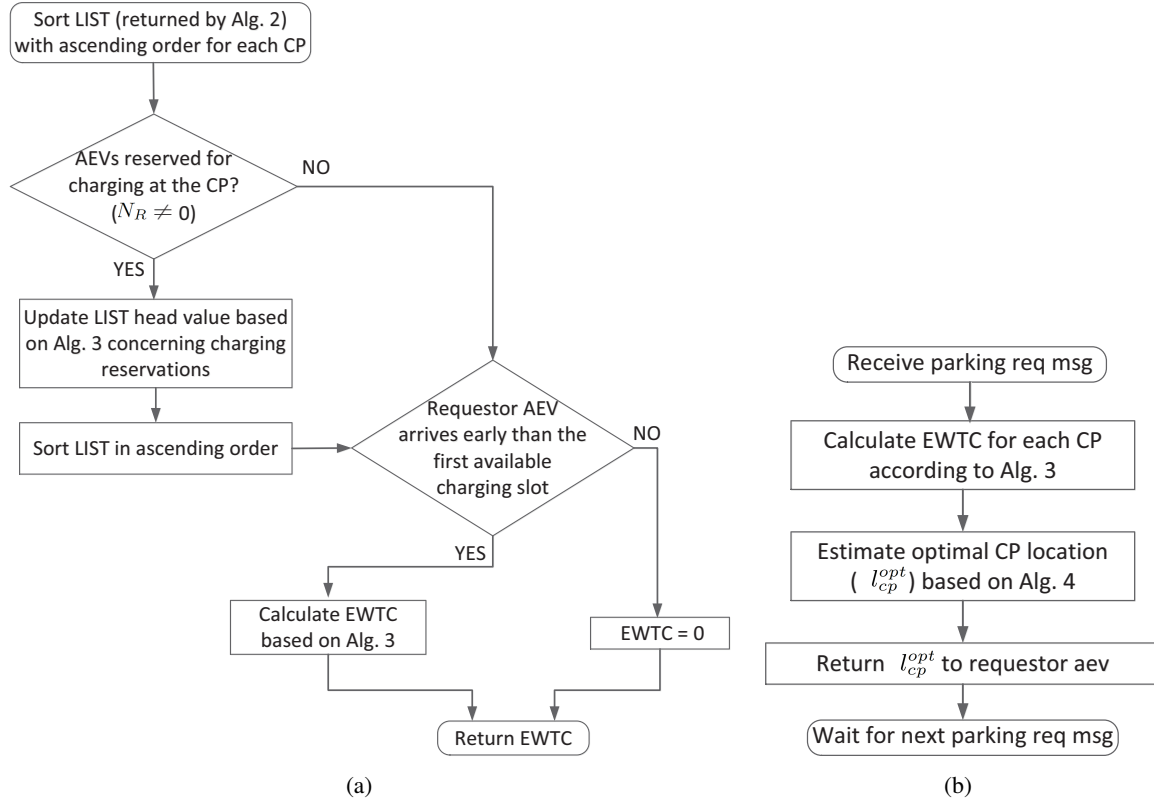 Sort LIST (returned by Alg. 2)
with ascending order for each CP
AEVs reserved for
charging at the CP?
(N_R ≠ 0)
NO
YES
Update LIST head value based
on Alg. 3 concerning charging
reservations
Sort LIST in ascending order
Requestor AEV
arrives early than the
first available
charging slot
NO
YES
Calculate EWTC
based on Alg. 3
EWTC = 0
Return EWTC
(a)
Receive parking req msg
Calculate EWTC for each CP
according to Alg. 3
Estimate optimal CP location
( l_{cp}^{opt} ) based on Alg. 4
Return l_{cp}^{opt} to requestor aev
Wait for next parking req msg
(b)